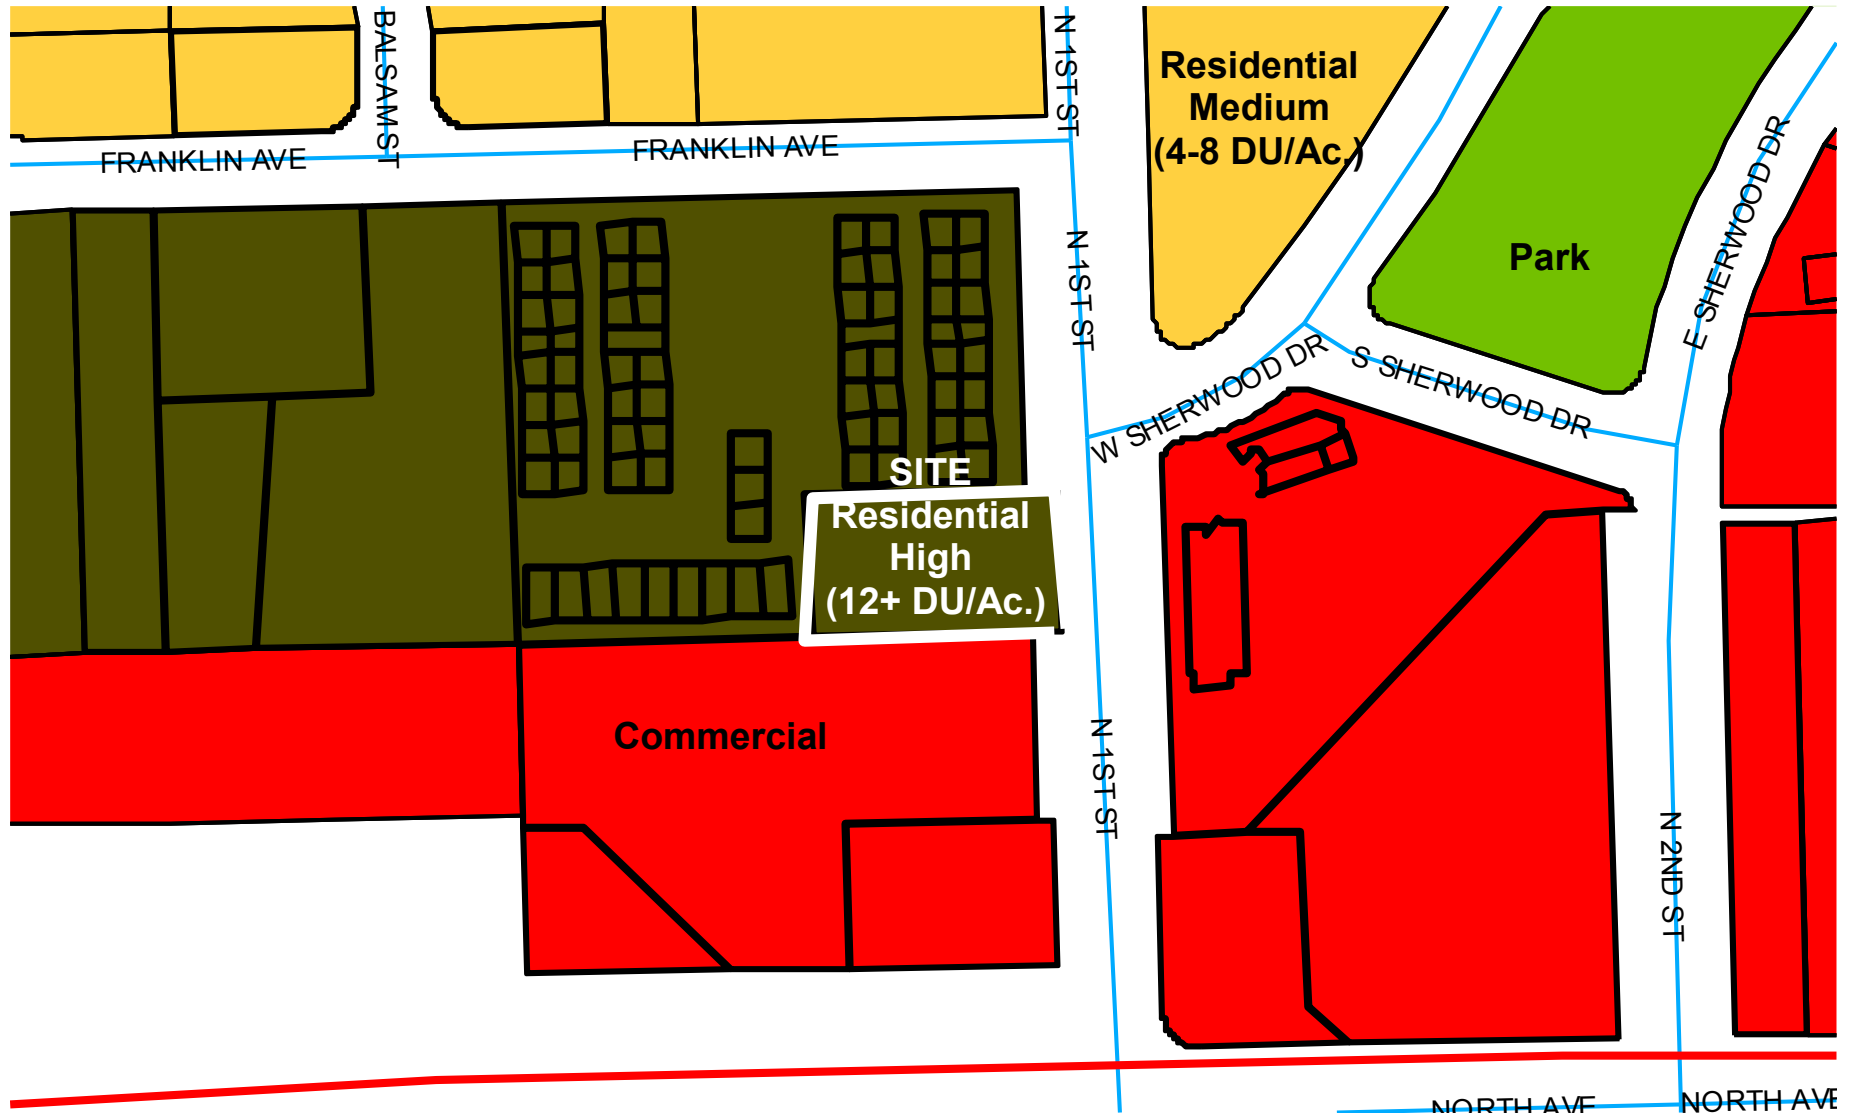 BALSAM ST
N 1ST ST
Residential
Medium
(4-8 DU/Ac.)
FRANKLIN AVE
FRANKLIN AVE
E SHERWOOD DR
Park
N 1ST ST
W SHERWOOD DR
S SHERWOOD DR
SITE
Residential
High
(12+ DU/Ac.)
Commercial
N 1ST ST
N 2ND ST
NORTH AVE
NORTH AVE